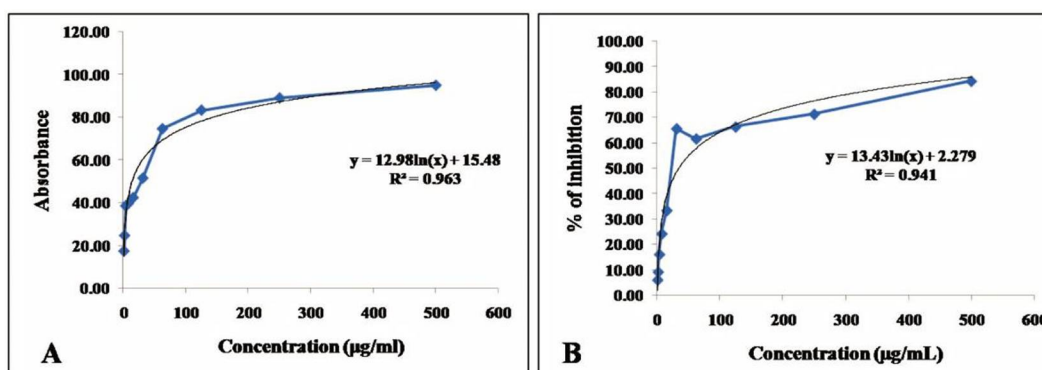 120.00
100.00
80.00
60.00
40.00
20.00
0.00
Absorbance
y = 12.98ln(x) + 15.48
R² = 0.963
0 100 200 300 400 500 600
A
Concentration (µg/ml)
100.00
90.00
80.00
70.00
60.00
50.00
40.00
30.00
20.00
10.00
0.00
% of inhibition
y = 13.43ln(x) + 2.279
R² = 0.941
0 100 200 300 400 500 600
B
Concentration (µg/mL)